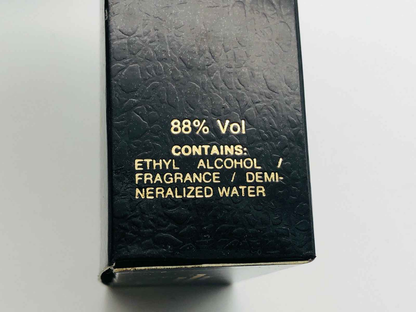 88% Vol
CONTAINS:
ETHYL ALCOHOL /
FRAGRANCE / DEMI-
NERALIZED WATER